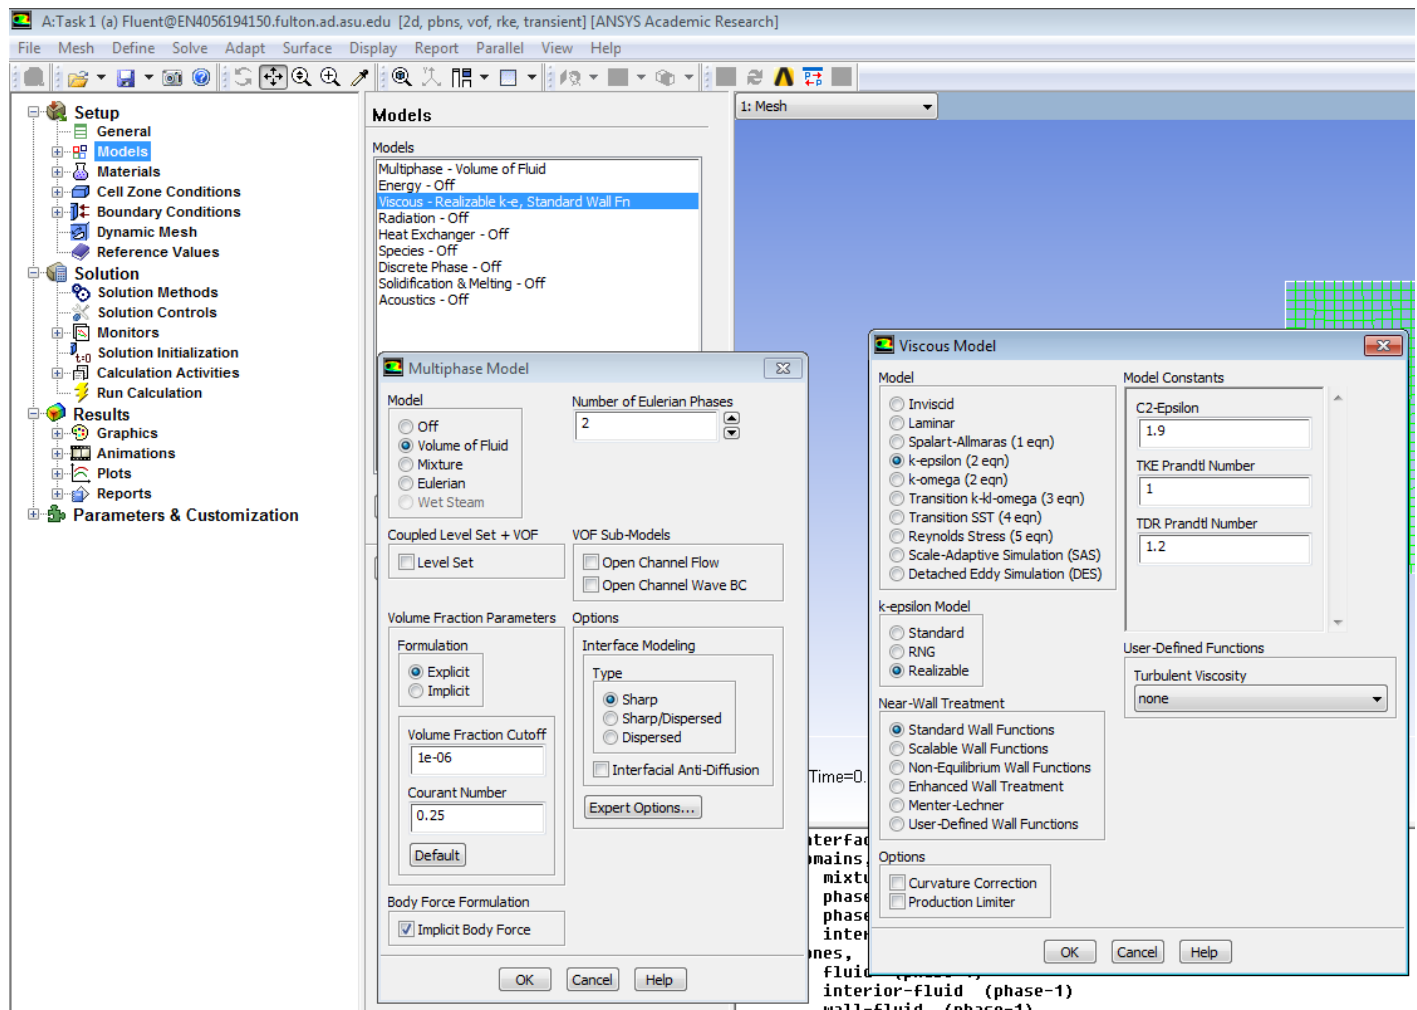 A:Task 1 (a) Fluent@EN4056194150.fulton.ad.asu.edu [2d, pbns, vof, rke, transient] [ANSYS Academic Research]
File Mesh Define Solve Adapt Surface Display Report Parallel View Help
Setup
General
Models
Materials
Cell Zone Conditions
Boundary Conditions
Dynamic Mesh
Reference Values
Solution
Solution Methods
Solution Controls
Monitors
t=0 Solution Initialization
Calculation Activities
Run Calculation
Results
Graphics
Animations
Plots
Reports
Parameters & Customization
Models
Models
Multiphase - Volume of Fluid
Energy - Off
Viscous - Realizable k-e, Standard Wall Fn
Radiation - Off
Heat Exchanger - Off
Species - Off
Discrete Phase - Off
Solidification & Melting - Off
Acoustics - Off
1: Mesh
Multiphase Model
Model
Off
Volume of Fluid
Mixture
Eulerian
Wet Steam
Number of Eulerian Phases
2
Coupled Level Set + VOF
Level Set
VOF Sub-Models
Open Channel Flow
Open Channel Wave BC
Volume Fraction Parameters
Formulation
Explicit
Implicit
Volume Fraction Cutoff
1e-06
Courant Number
0.25
Default
Options
Interface Modeling
Type
Sharp
Sharp/Dispersed
Dispersed
Interfacial Anti-Diffusion
Expert Options...
Body Force Formulation
Implicit Body Force
OK Cancel Help
Viscous Model
Model
Inviscid
Laminar
Spalart-Allmaras (1 eqn)
k-epsilon (2 eqn)
k-omega (2 eqn)
Transition k-kl-omega (3 eqn)
Transition SST (4 eqn)
Reynolds Stress (5 eqn)
Scale-Adaptive Simulation (SAS)
Detached Eddy Simulation (DES)
k-epsilon Model
Standard
RNG
Realizable
Near-Wall Treatment
Standard Wall Functions
Scalable Wall Functions
Non-Equilibrium Wall Functions
Enhanced Wall Treatment
Menter-Lechner
User-Defined Wall Functions
Options
Curvature Correction
Production Limiter
Model Constants
C2-Epsilon
1.9
TKE Prandtl Number
1
TDR Prandtl Number
1.2
User-Defined Functions
Turbulent Viscosity
none
OK Cancel Help
Time=0.
terfac
mains,
mixtu
phase
phase
inter
nes,
fluid
interior-fluid (phase-1)
wall-fluid (phase-1)